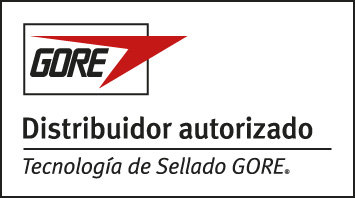 GORE
Distribuidor autorizado
Tecnología de Sellado GORE®